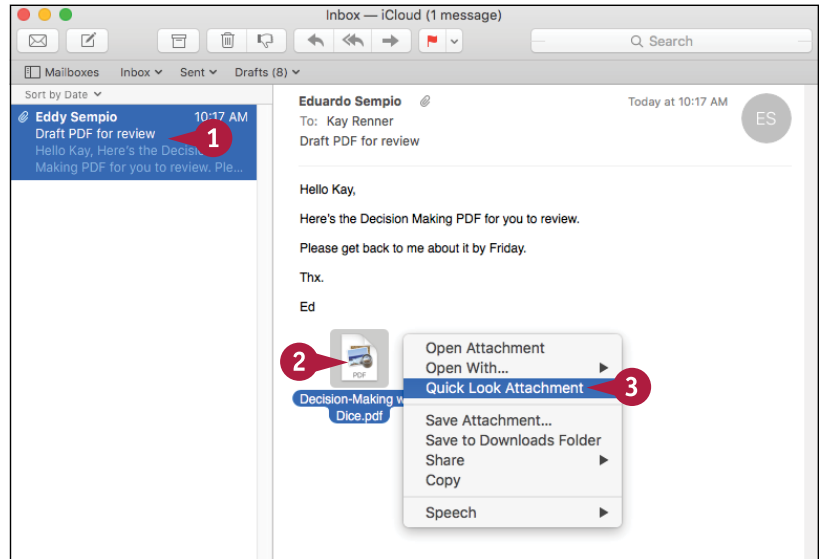 Inbox — iCloud (1 message)
Search
Mailboxes Inbox Sent Drafts (8)
Sort by Date
Eddy Sempio 10:17 AM
Draft PDF for review
Hello Kay, Here's the Decis
Making PDF for you to review. Ple...
1
Eduardo Sempio Today at 10:17 AM
ES
To: Kay Renner
Draft PDF for review
Hello Kay,
Here's the Decision Making PDF for you to review.
Please get back to me about it by Friday.
Thx.
Ed
2
PDF
Decision-Making w
Dice.pdf
Open Attachment
Open With...
Quick Look Attachment
3
Save Attachment...
Save to Downloads Folder
Share
Copy
Speech